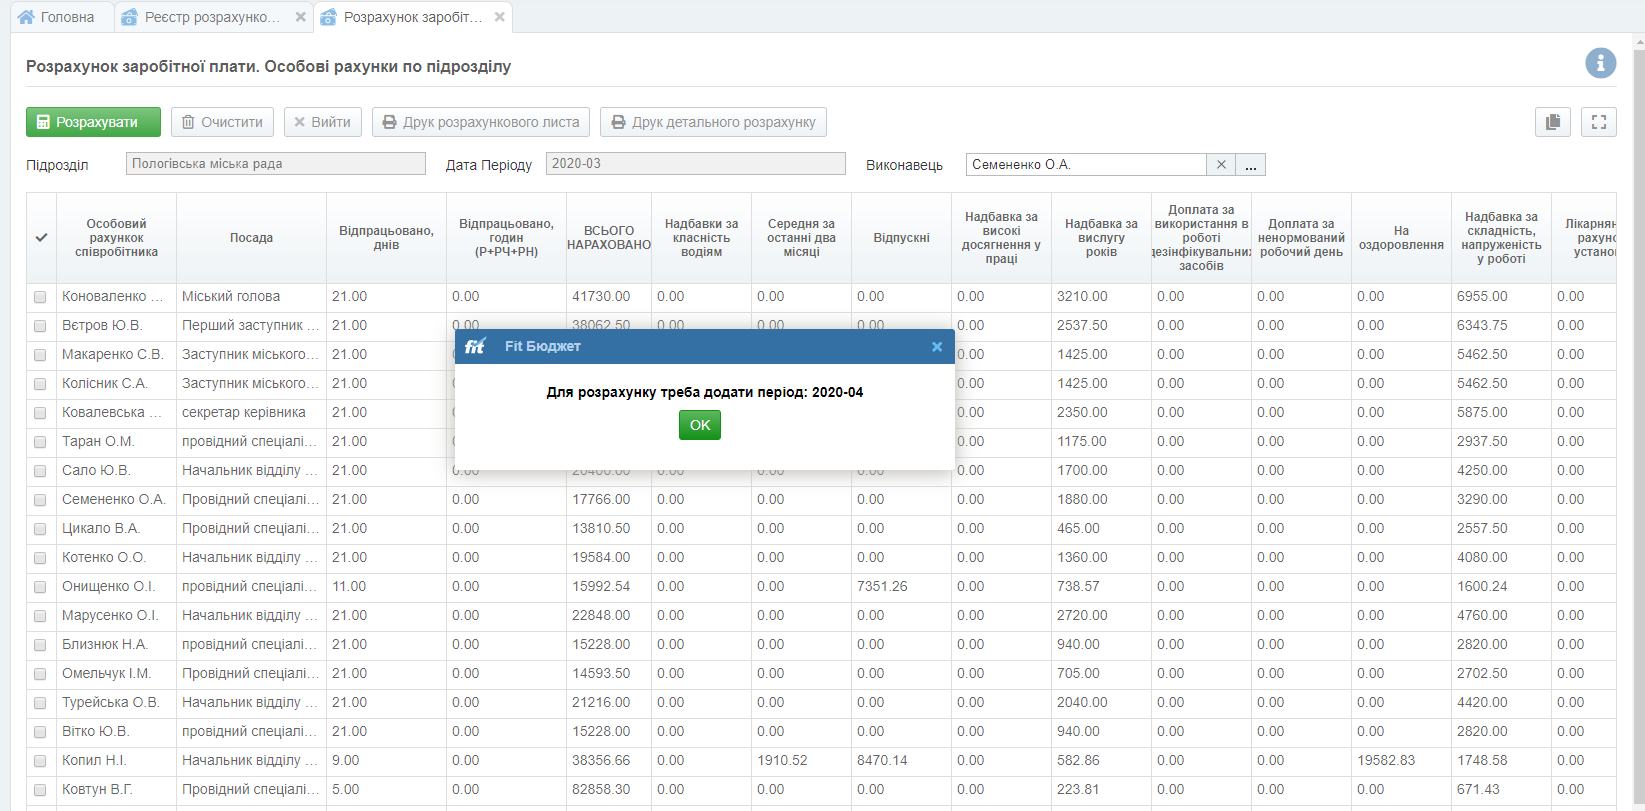 Головна
Реєстр розрахунко...
Розрахунок заробіт...
Розрахунок заробітної плати. Особові рахунки по підрозділу
Розрахувати
Очистити
Вийти
Друк розрахункового листа
Друк детального розрахунку
Підрозділ
Пологівська міська рада
Дата Періоду
2020-03
Виконавець
Семененко О.А.
...
Особовий рахункок співробітника
Посада
Відпрацьовано, днів
Відпрацьовано, годин (Р+РЧ+РН)
ВСЬОГО НАРАХОВАНО
Надбавки за класність водіям
Середня за останні два місяці
Відпускні
Надбавка за високі досягнення у праці
Надбавка за вислугу років
Доплата за використання в роботі дезінфікувальних засобів
Доплата за ненормований робочий день
На оздоровлення
Надбавка за складність, напруженість у роботі
Коноваленко ... Міський голова 21.00 0.00 41730.00 0.00 0.00 0.00 0.00 3210.00 0.00 0.00 0.00 6955.00 0.00
Вєтров Ю.В. Перший заступник ... 21.00 0.00 38062.50 0.00 0.00 0.00 0.00 2537.50 0.00 0.00 0.00 6343.75 0.00
Макаренко С.В. Заступник міського... 21.00 0.00 1425.00 0.00 0.00 0.00 5462.50 0.00
Колісник С.А. Заступник міського... 21.00 0.00 1425.00 0.00 0.00 0.00 5462.50 0.00
Ковалевська ... секретар керівника 21.00 0.00 2350.00 0.00 0.00 0.00 5875.00 0.00
Таран О.М. провідний спеціалі... 21.00 0.00 1175.00 0.00 0.00 0.00 2937.50 0.00
Сало Ю.В. Начальник відділу ... 21.00 0.00 20400.00 0.00 0.00 0.00 0.00 1700.00 0.00 0.00 0.00 4250.00 0.00
Семененко О.А. Провідний спеціалі... 21.00 0.00 17766.00 0.00 0.00 0.00 0.00 1880.00 0.00 0.00 0.00 3290.00 0.00
Цикало В.А. Провідний спеціалі... 21.00 0.00 13810.50 0.00 0.00 0.00 0.00 465.00 0.00 0.00 0.00 2557.50 0.00
Котенко О.О. Начальник відділу ... 21.00 0.00 19584.00 0.00 0.00 0.00 0.00 1360.00 0.00 0.00 0.00 4080.00 0.00
Онищенко О.І. провідний спеціалі... 11.00 0.00 15992.54 0.00 0.00 7351.26 0.00 738.57 0.00 0.00 0.00 1600.24 0.00
Марусенко О.І. Начальник відділу ... 21.00 0.00 22848.00 0.00 0.00 0.00 0.00 2720.00 0.00 0.00 0.00 4760.00 0.00
Близнюк Н.А. провідний спеціалі... 21.00 0.00 15228.00 0.00 0.00 0.00 0.00 940.00 0.00 0.00 0.00 2820.00 0.00
Омельчук І.М. Провідний спеціалі... 21.00 0.00 14593.50 0.00 0.00 0.00 0.00 705.00 0.00 0.00 0.00 2702.50 0.00
Турейська О.В. Начальник відділу ... 21.00 0.00 21216.00 0.00 0.00 0.00 0.00 2040.00 0.00 0.00 0.00 4420.00 0.00
Вітко Ю.В. провідний спеціалі... 21.00 0.00 15228.00 0.00 0.00 0.00 0.00 940.00 0.00 0.00 0.00 2820.00 0.00
Копил Н.І. Начальник відділу ... 9.00 0.00 38356.66 0.00 1910.52 8470.14 0.00 582.86 0.00 0.00 19582.83 1748.58 0.00
Ковтун В.Г. Провідний спеціалі... 5.00 0.00 82858.30 0.00 0.00 0.00 0.00 223.81 0.00 0.00 0.00 671.43 0.00
fit Fit Бюджет
Для розрахунку треба додати період: 2020-04
OK